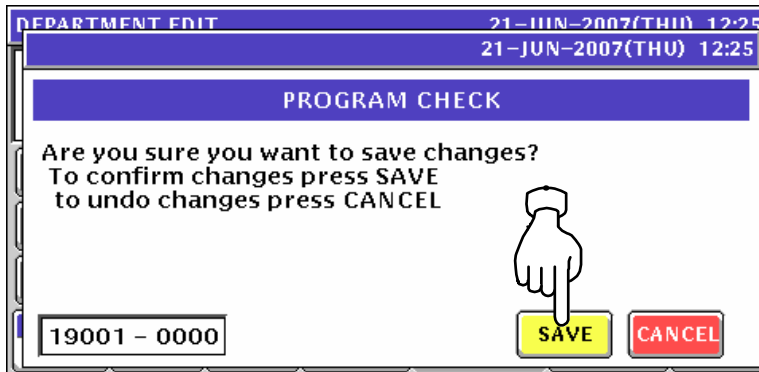 DEPARTMENT EDIT 21-JUN-2007(THU) 12:25
21-JUN-2007(THU) 12:25
PROGRAM CHECK
Are you sure you want to save changes?
To confirm changes press SAVE
to undo changes press CANCEL
19001 - 0000
SAVE CANCEL